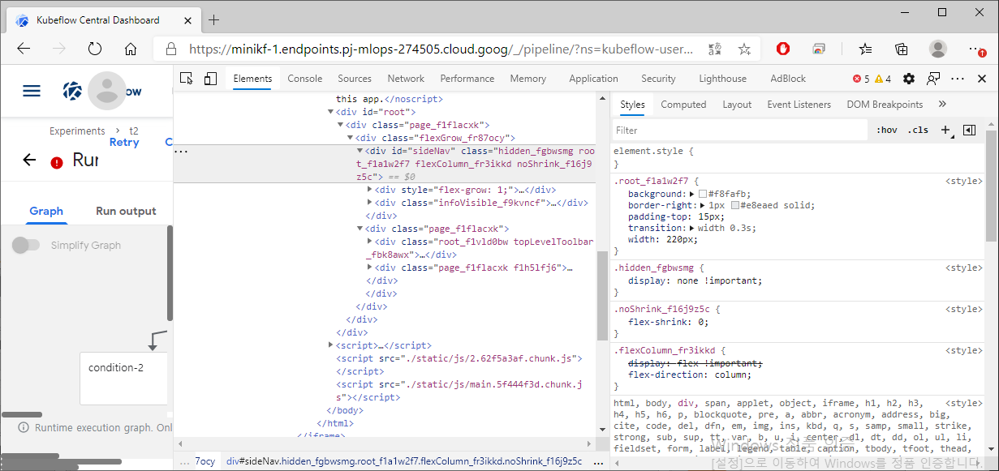 Kubeflow Central Dashboard
https://minikf-1.endpoints.pj-mlops-274505.cloud.goog/_/pipeline/?ns=kubeflow-user...
ow
Experiments > t2
Retry
C
Rur
Graph Run output
Simplify Graph
condition-2
Runtime execution graph. Onl
Elements Console Sources Network Performance Memory Application Security Lighthouse AdBlock 5 4
this app.</noscript>
<div id="root">
<div class="page_f1flacxk">
<div class="flexGrow_fr87ocy">
<div id="sideNav" class="hidden_fgbwsmg roo
t_f1a1w2f7 flexColumn_fr3ikkd noShrink_f16j9
z5c"> == $0
<div style="flex-grow: 1;">…</div>
<div class="infoVisible_f9kvncf">…</div>
</div>
<div class="page_f1flacxk">
<div class="root_f1vld0bw topLevelToolbar
_fbk8awx">…</div>
<div class="page_f1flacxk f1h5lfj6">…
</div>
</div>
</div>
</div>
</div>
<script>…</script>
<script src="./static/js/2.62f5a3af.chunk.js">
</script>
<script src="./static/js/main.5f444f3d.chunk.j
s"></script>
</body>
</html>
</iframe>
... 7ocy div#sideNav.hidden_fgbwsmg.root_f1a1w2f7.flexColumn_fr3ikkd.noShrink_f16j9z5c ...
Styles Computed Layout Event Listeners DOM Breakpoints »
Filter :hov .cls +
element.style {
}
.root_f1a1w2f7 { <style>
background: #f8fafb;
border-right: 1px #e8eaed solid;
padding-top: 15px;
transition: width 0.3s;
width: 220px;
}
.hidden_fgbwsmg { <style>
display: none !important;
}
.noShrink_f16j9z5c { <style>
flex-shrink: 0;
}
.flexColumn_fr3ikkd { <style>
display: flex !important;
flex-direction: column;
}
html, body, div, span, applet, object, iframe, h1, h2, h3, <style>
h4, h5, h6, p, blockquote, pre, a, abbr, acronym, address, big,
cite, code, del, dfn, em, img, ins, kbd, q, s, samp, small, strike,
strong, sub, sup, tt, var, b, u, i, center, dl, dt, dd, ol, ul, li,
fieldset, form, label, legend, table, caption, tbody, tfoot, thead,
Windows 정품 인증
[설정]으로 이동하여 Windows를 정품 인증합니다.